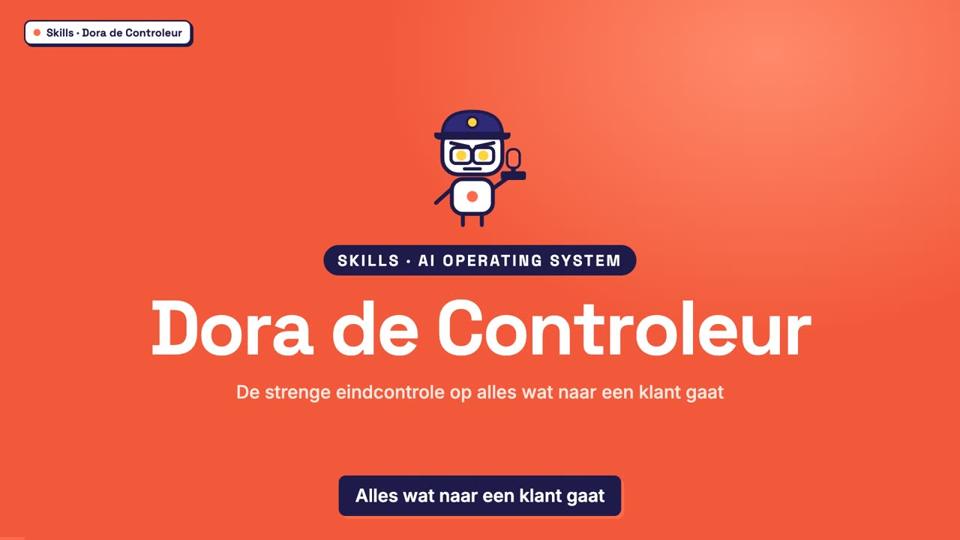 Skills · Dora de Controleur
SKILLS · AI OPERATING SYSTEM
Dora de Controleur
De strenge eindcontrole op alles wat naar een klant gaat
Alles wat naar een klant gaat